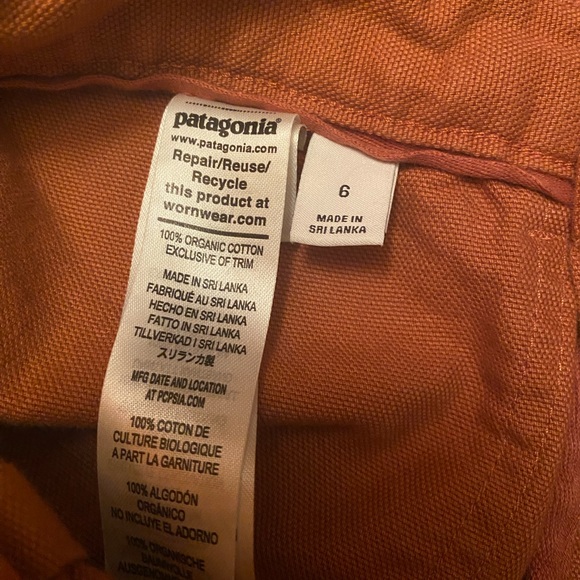 patagonia®
www.patagonia.com
Repair/Reuse/
Recycle
this product at
wornwear.com
100% ORGANIC COTTON
EXCLUSIVE OF TRIM
MADE IN SRI LANKA
FABRIQUÉ AU SRI LANKA
HECHO EN SRI LANKA
FATTO IN SRI LANKA
TILLVERKAD I SRI LANKA
スリランカ製
MFG DATE AND LOCATION
AT PCPSIA.COM
100% COTON DE
CULTURE BIOLOGIQUE
A PART LA GARNITURE
100% ALGODÓN
ORGÁNICO
NO INCLUYE EL ADORNO
100% ORGANISCHE
BAUMWOLLE
6
MADE IN
SRI LANKA